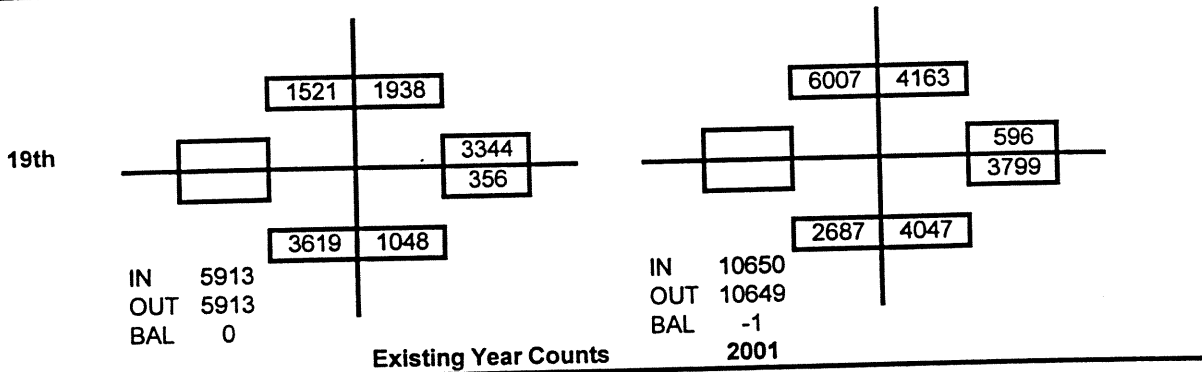 1521 1938 6007 4163
19th 3344 596
356 3799
3619 1048 2687 4047
IN 5913 IN 10650
OUT 5913 OUT 10649
BAL 0 BAL -1
Existing Year Counts 2001